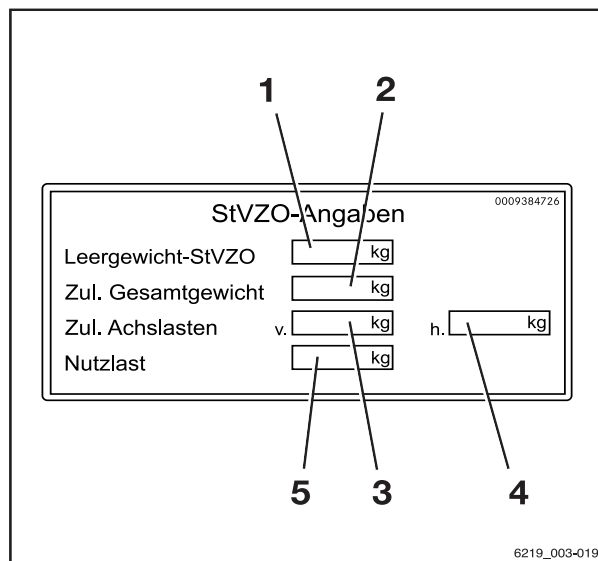 1 2
0009384726
StVZO-Angaben
Leergewicht-StVZO kg
Zul. Gesamtgewicht kg
Zul. Achslasten v. kg h. kg
Nutzlast kg
5 3 4
6219_003-019